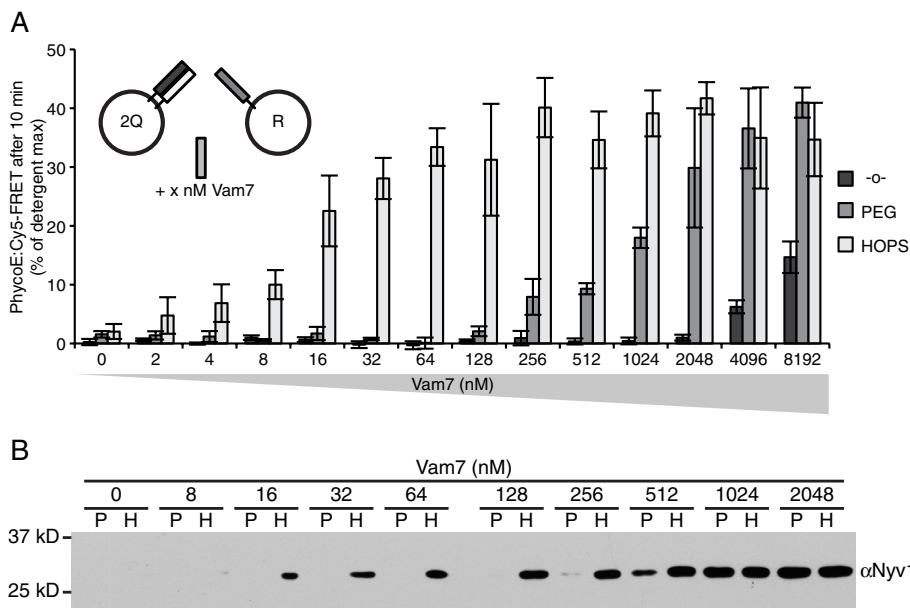 A
PhycoE:Cy5-FRET after 10 min
(% of detergent max)
50
40
30
20
10
0
2Q
R
+ x nM Vam7
-o-
PEG
HOPS
0 2 4 8 16 32 64 128 256 512 1024 2048 4096 8192
Vam7 (nM)
B
Vam7 (nM)
0 8 16 32 64 128 256 512 1024 2048
P H P H P H P H P H P H P H P H P H P H
37 kD
25 kD
αNyv1